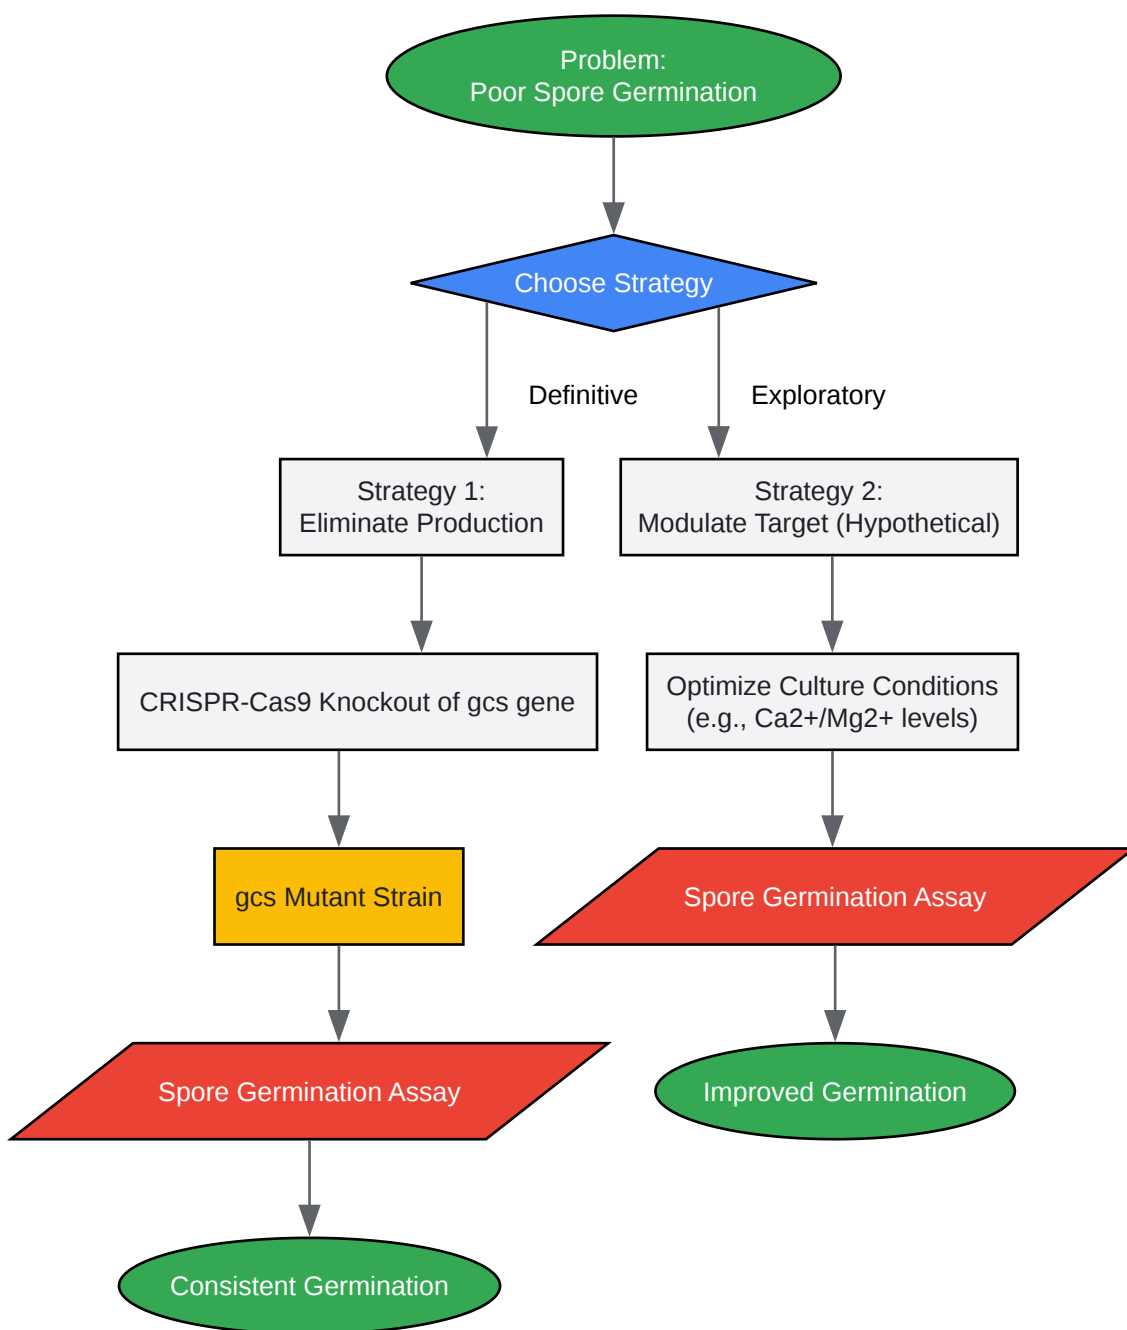 Problem:
Poor Spore Germination
Choose Strategy
Definitive
Exploratory
Strategy 1:
Eliminate Production
Strategy 2:
Modulate Target (Hypothetical)
CRISPR-Cas9 Knockout of gcs gene
Optimize Culture Conditions
(e.g., Ca2+/Mg2+ levels)
gcs Mutant Strain
Spore Germination Assay
Spore Germination Assay
Improved Germination
Consistent Germination